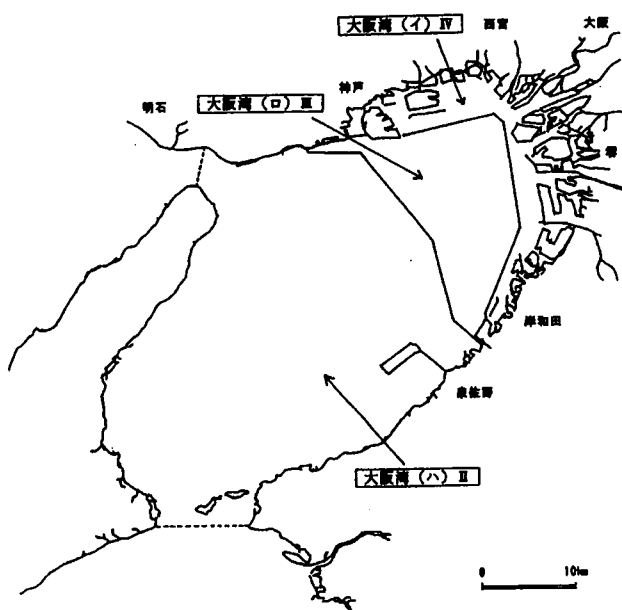 大阪湾（イ）Ⅳ
西宮
大阪
神戸
大阪湾（ロ）Ⅲ
明石
堺
岸和田
泉佐野
大阪湾（ハ）Ⅱ
0 10km